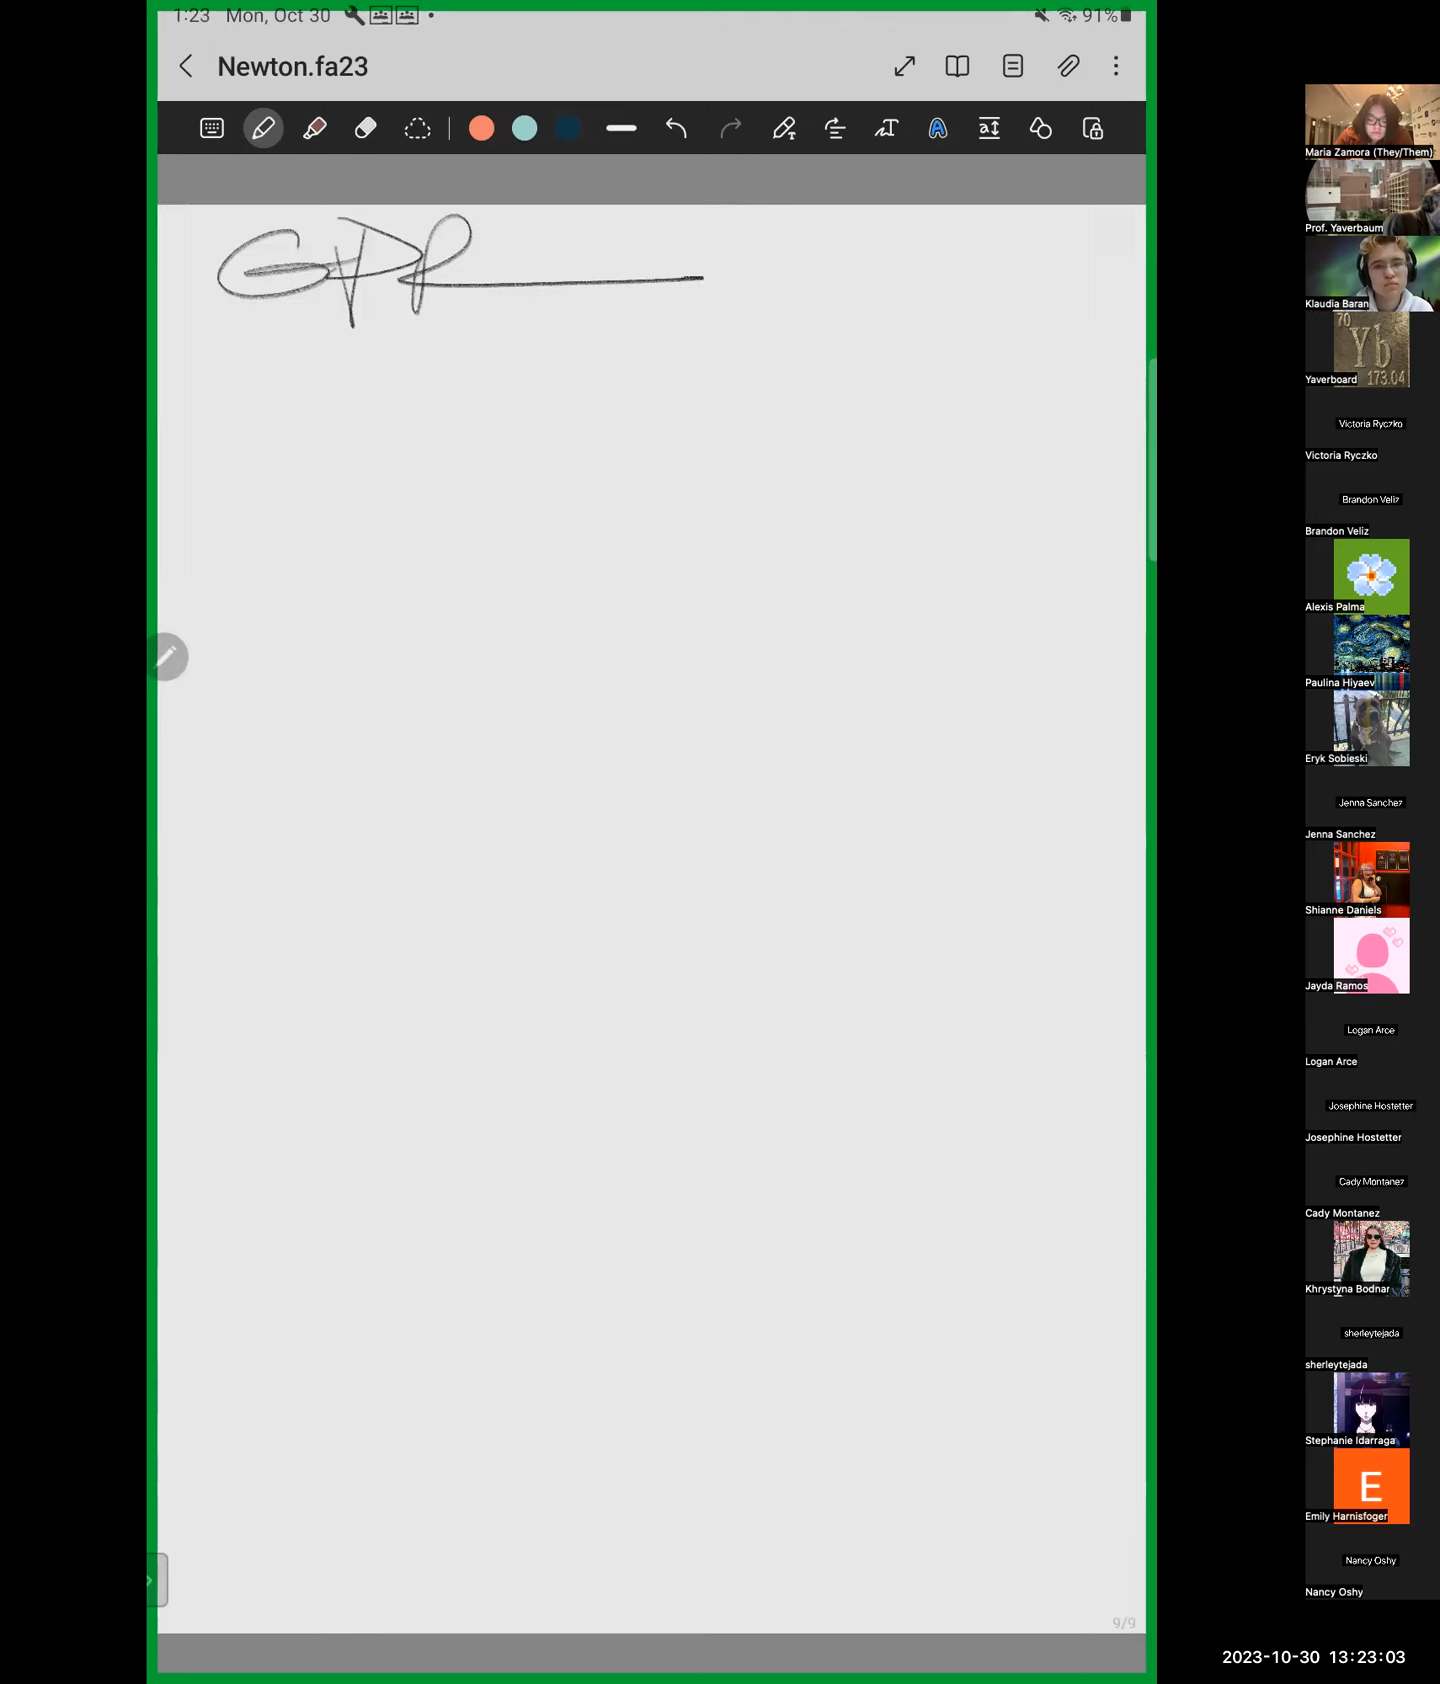 1:23 Mon, Oct 30
91%
Newton.fa23
GDP
9/9
Maria Zamora (They/Them)
Prof. Yaverbaum
Klaudia Baran
70
Yb
173.04
Yaverboard
Victoria Ryczko
Victoria Ryczko
Brandon Veliz
Brandon Veliz
Alexis Palma
Paulina Hiyaev
Eryk Sobieski
Jenna Sanchez
Jenna Sanchez
Shianne Daniels
Jayda Ramos
Logan Arce
Logan Arce
Josephine Hostetter
Josephine Hostetter
Cady Montanez
Cady Montanez
Khrystyna Bodnar
sherleytejada
sherleytejada
Stephanie Idarraga
E
Emily Harnisfoger
Nancy Oshy
Nancy Oshy
2023-10-30 13:23:03